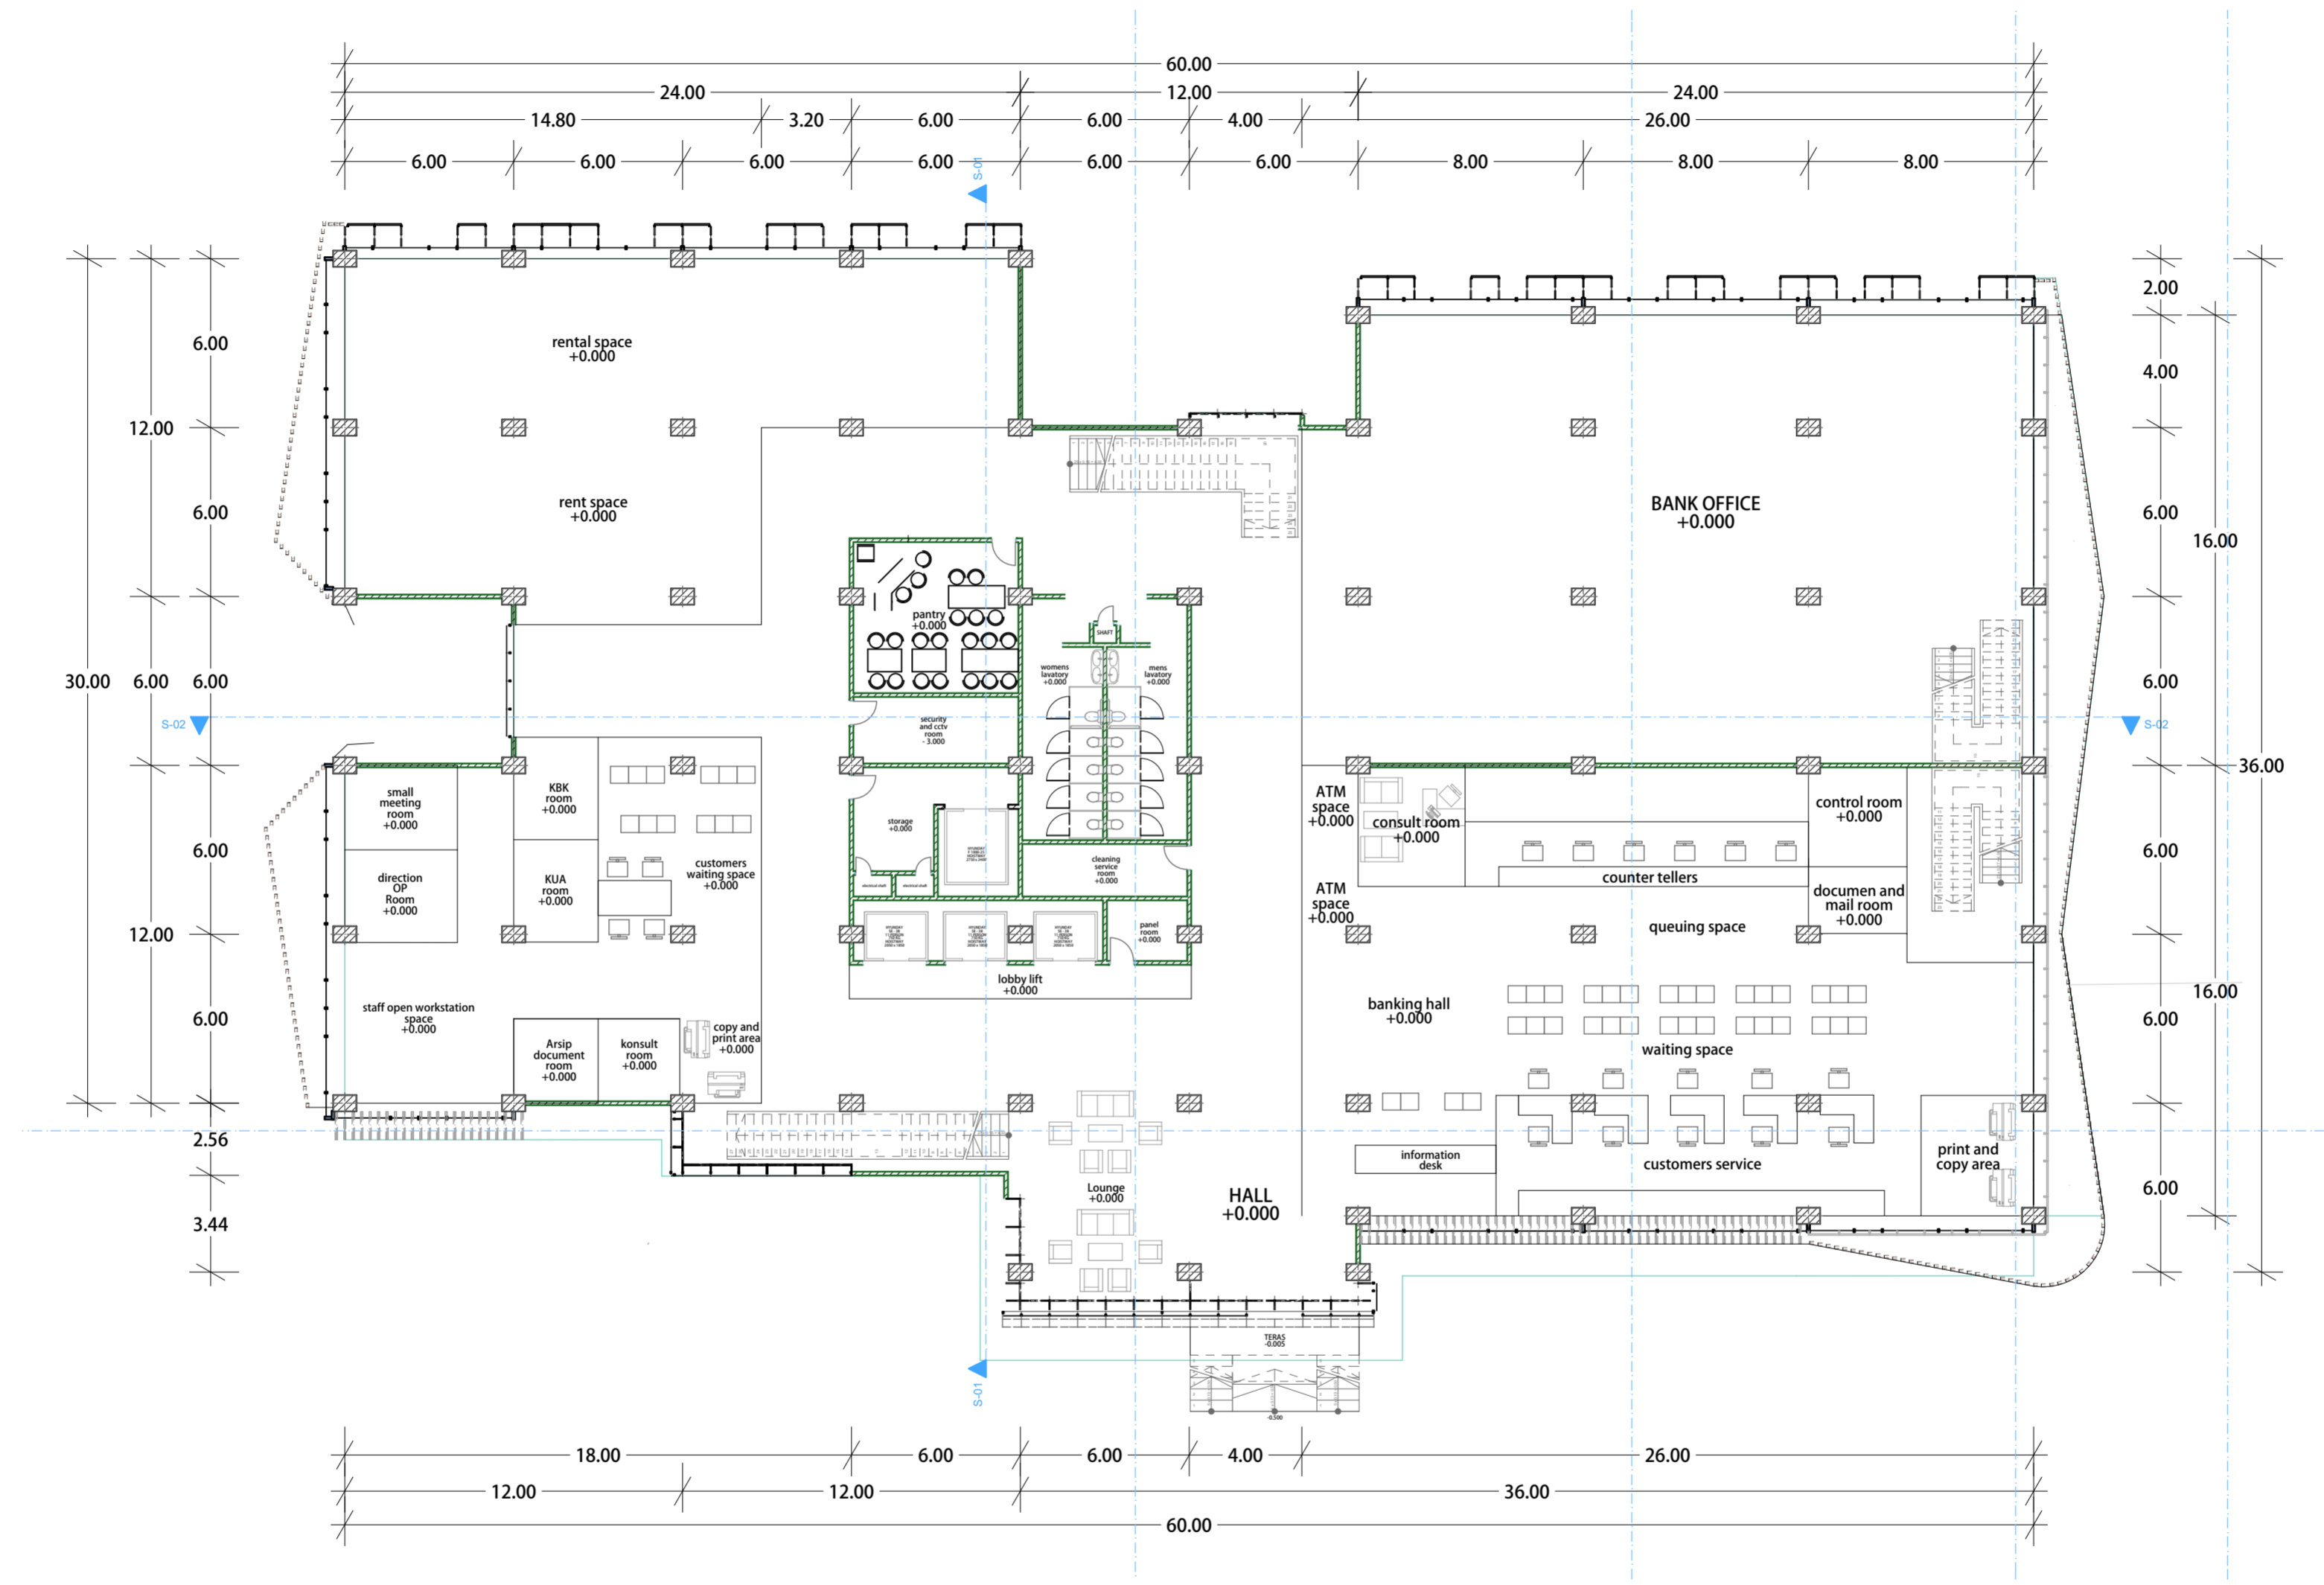 60.00
24.00
12.00
24.00
14.80
3.20
6.00
6.00
4.00
26.00
6.00
6.00
6.00
6.00
6.00
6.00
8.00
8.00
8.00
S-01
30.00
12.00
6.00
12.00
6.00
6.00
6.00
6.00
6.00
2.56
3.44
S-02
2.00
4.00
6.00
6.00
6.00
6.00
6.00
16.00
16.00
36.00
S-02
rental space
+0.000
rent space
+0.000
BANK OFFICE
+0.000
pantry
+0.000
SHAFT
womens
lavatory
+0.000
mens
lavatory
+0.000
security
and cctv
room
- 3.000
storage
+0.000
electrical shaft
electrical shaft
cleaning
service
room
+0.000
panel
room
+0.000
lobby lift
+0.000
small
meeting
room
+0.000
direction
OP
Room
+0.000
KBK
room
+0.000
KUA
room
+0.000
customers
waiting space
+0.000
staff open workstation
space
+0.000
Arsip
document
room
+0.000
konsult
room
+0.000
copy and
print area
+0.000
ATM
space
+0.000
ATM
space
+0.000
consult room
+0.000
counter tellers
control room
+0.000
documen and
mail room
+0.000
queuing space
banking hall
+0.000
waiting space
information
desk
customers service
print and
copy area
Lounge
+0.000
HALL
+0.000
TERAS
-0.005
-0.500
S-01
18.00
6.00
6.00
4.00
26.00
12.00
12.00
36.00
60.00